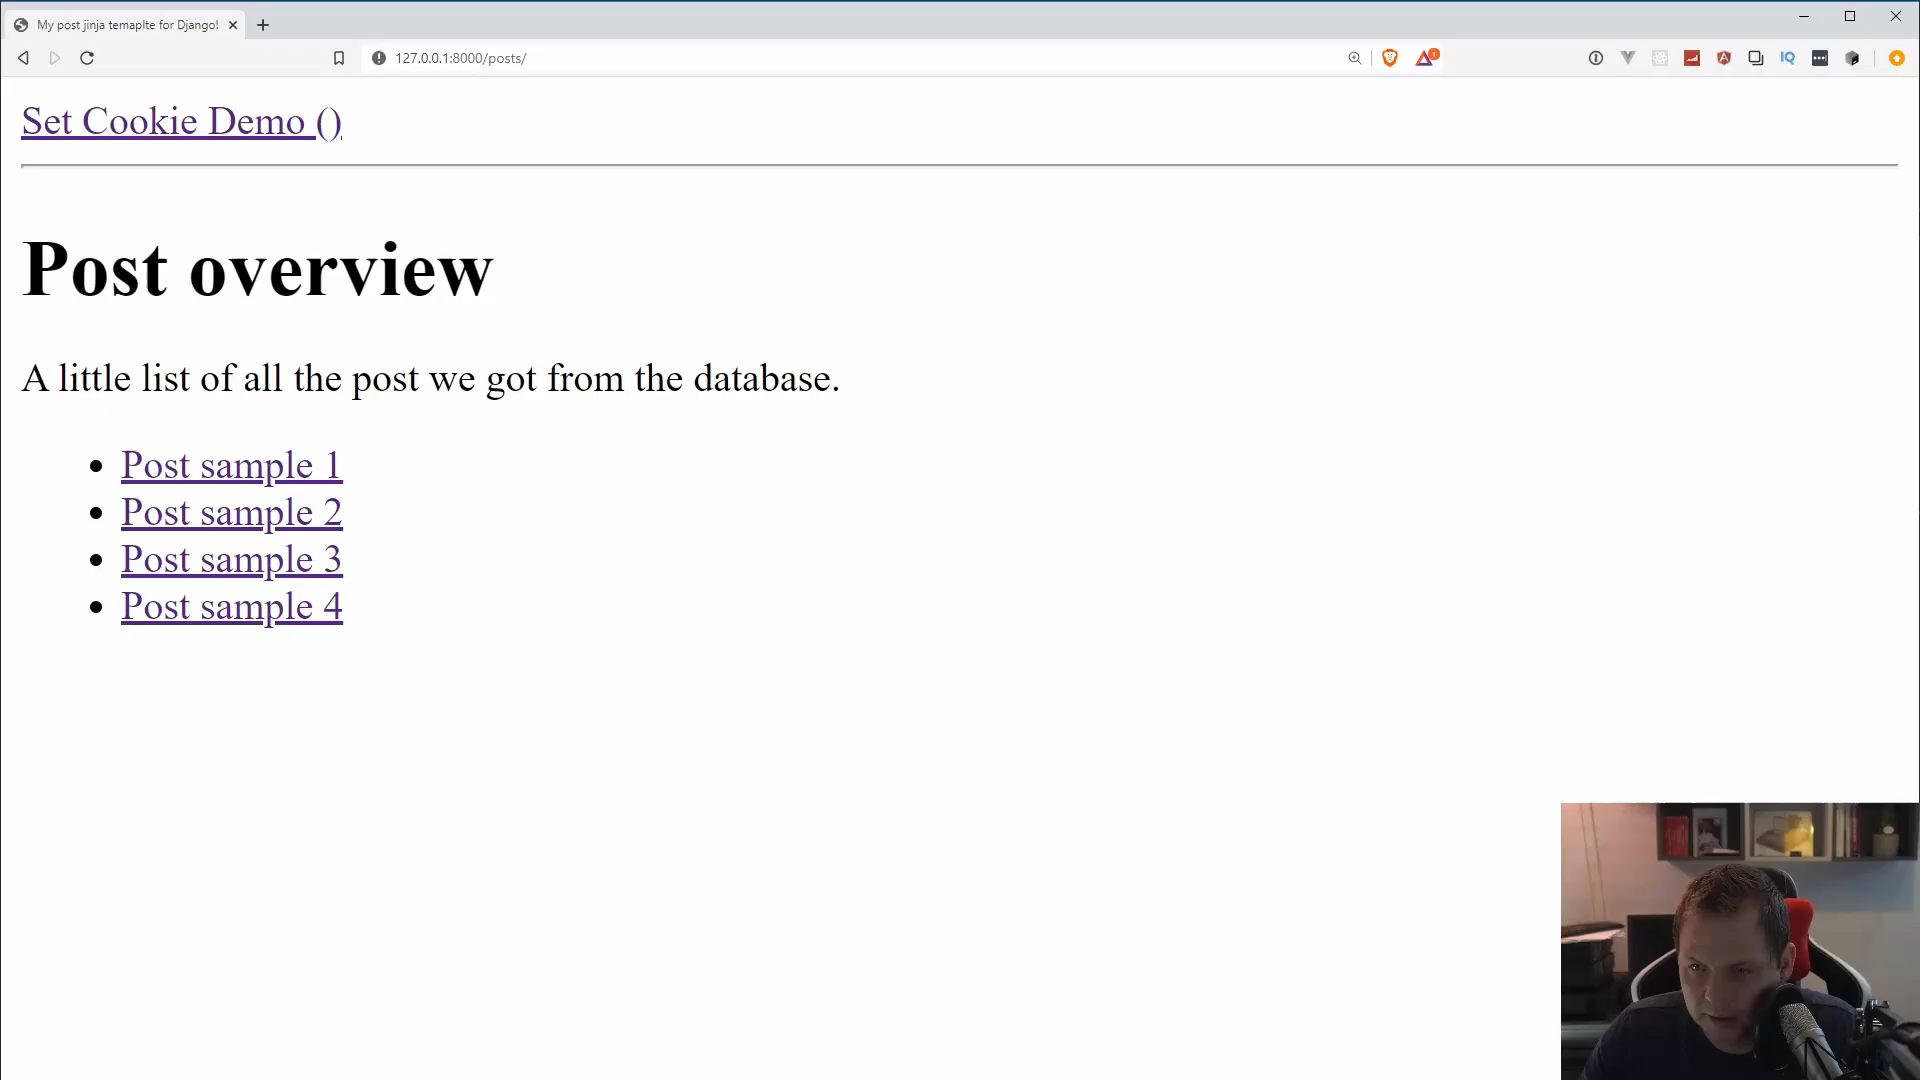 My post jinja temaplte for Django!
127.0.0.1:8000/posts/
1
IQ
Set Cookie Demo ()
Post overview
A little list of all the post we got from the database.
Post sample 1
Post sample 2
Post sample 3
Post sample 4